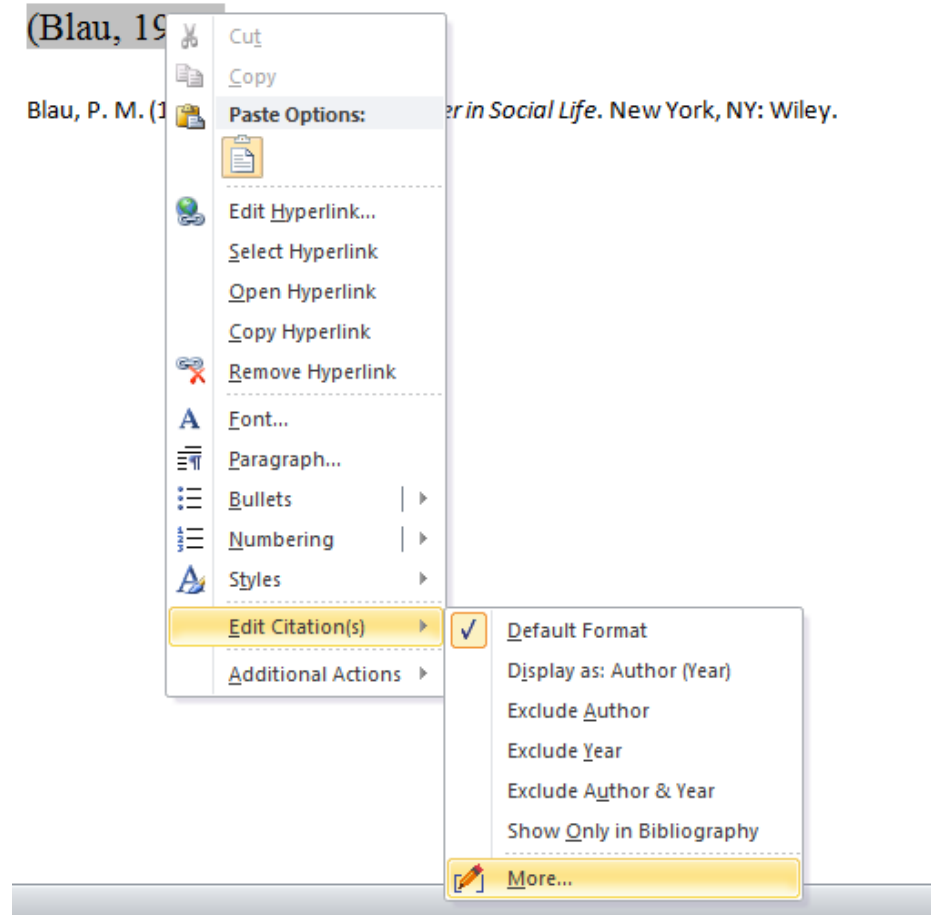 (Blau, 19
Cut
Copy
Blau, P. M. (1
Paste Options:
er in Social Life. New York, NY: Wiley.
Edit Hyperlink...
Select Hyperlink
Open Hyperlink
Copy Hyperlink
Remove Hyperlink
Font...
Paragraph...
Bullets
Numbering
Styles
Edit Citation(s)
Default Format
Display as: Author (Year)
Additional Actions
Exclude Author
Exclude Year
Exclude Author & Year
Show Only in Bibliography
More...